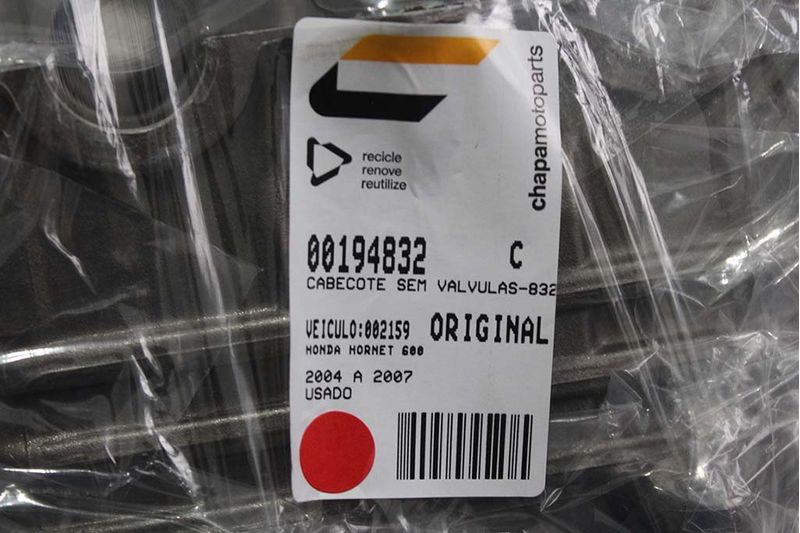 chapamotoparts
recicle
renove
reutilize
00194832 C
CABECOTE SEM VALVULAS-832
VEICULO:002159 ORIGINAL
HONDA HORNET 600
2004 A 2007
USADO